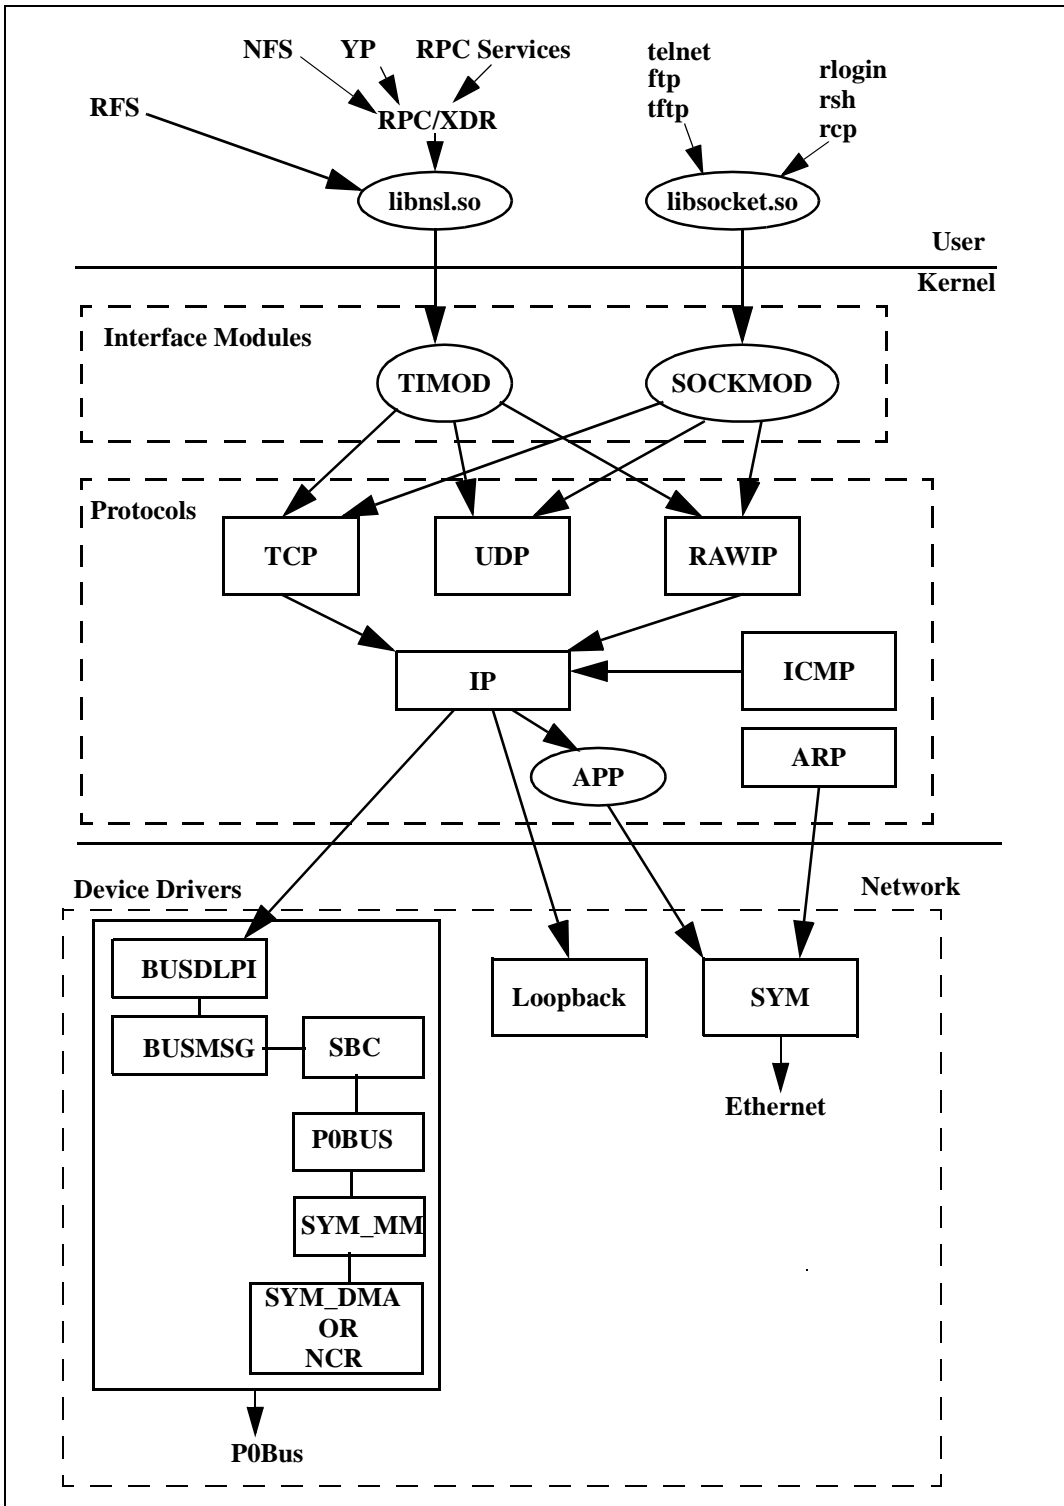 NFS
YP
RPC Services
telnet
ftp
tftp
rlogin
rsh
rcp
RFS
RPC/XDR
libnsl.so
libsocket.so
User
Kernel
Interface Modules
TIMOD
SOCKMOD
Protocols
TCP
UDP
RAWIP
IP
ICMP
ARP
APP
Device Drivers
Network
BUSDLPI
BUSMSG
SBC
Loopback
SYM
Ethernet
P0BUS
SYM_MM
SYM_DMA
OR
NCR
P0Bus